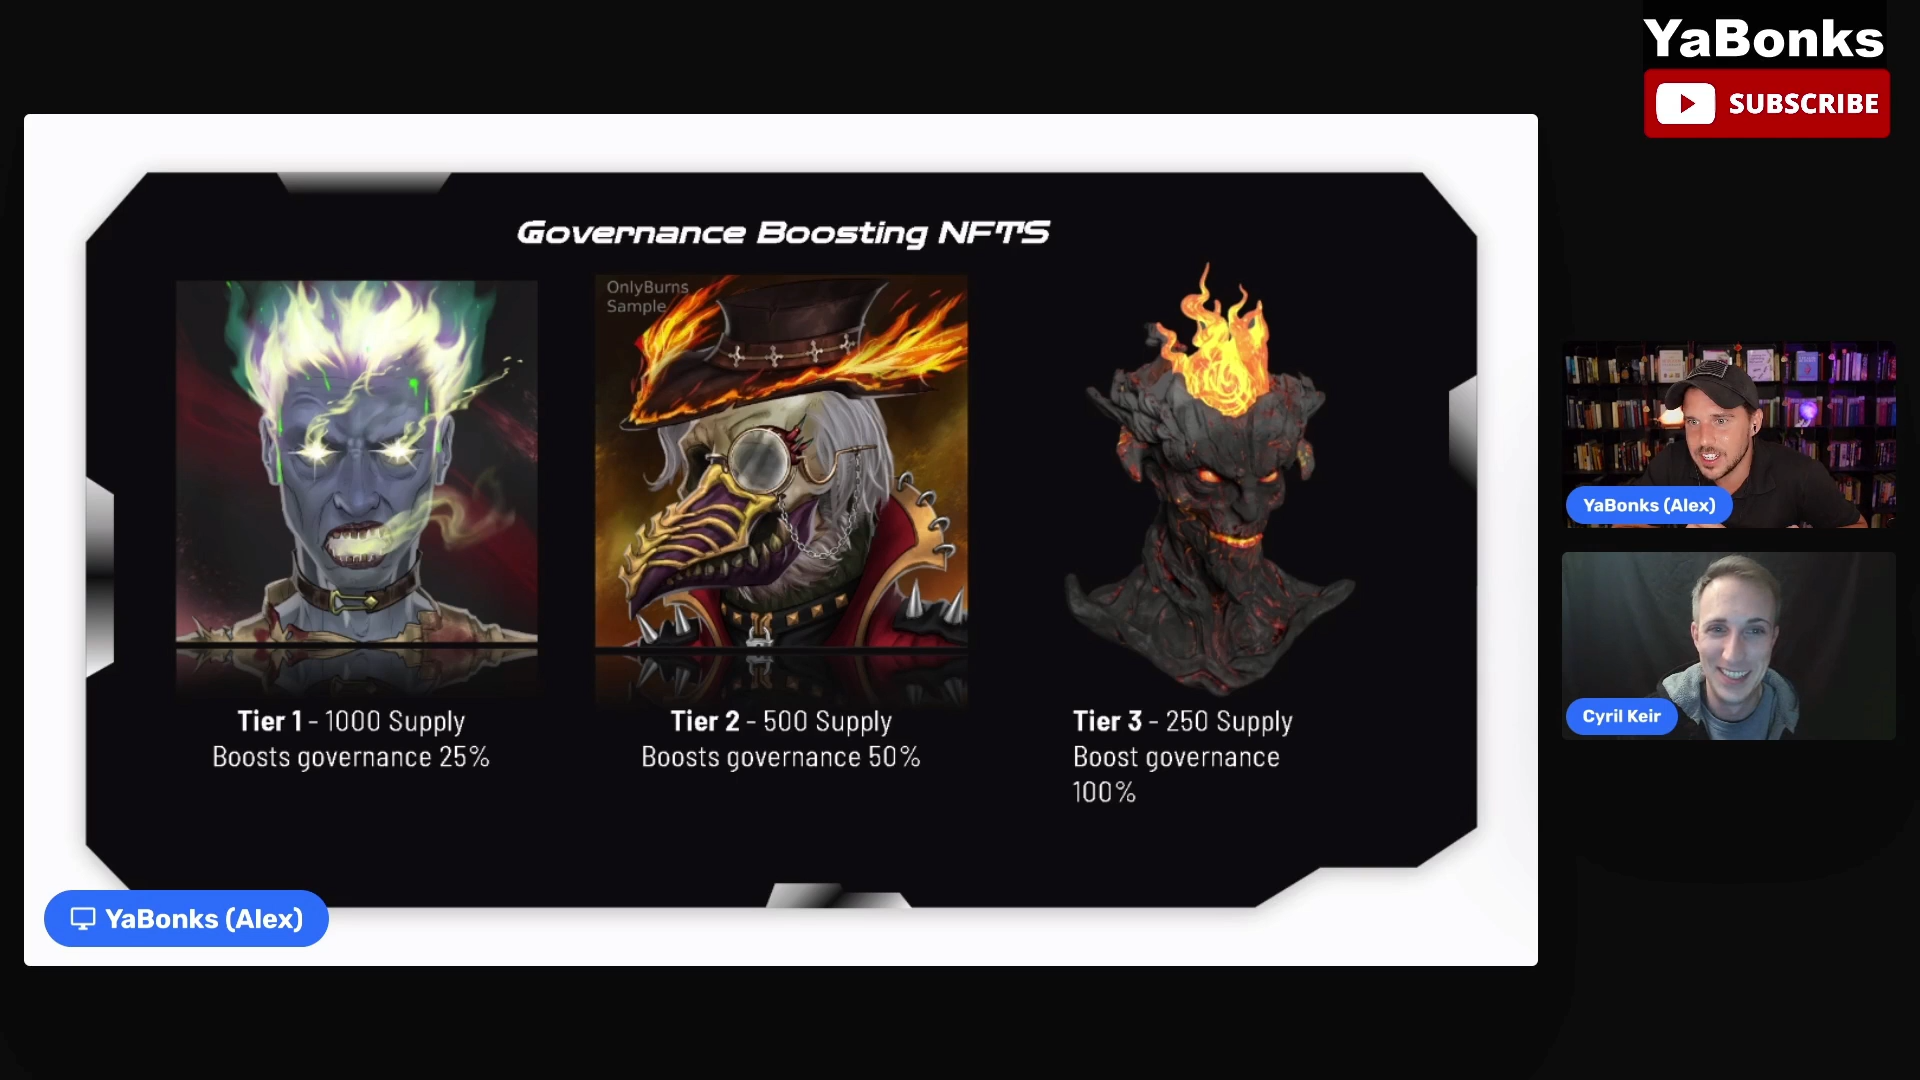 YaBonks
SUBSCRIBE
Governance Boosting NFTS
OnlyBurns
Sample
Tier 1 - 1000 Supply
Boosts governance 25%
Tier 2 - 500 Supply
Boosts governance 50%
Tier 3 - 250 Supply
Boost governance
100%
YaBonks (Alex)
Cyril Keir
YaBonks (Alex)